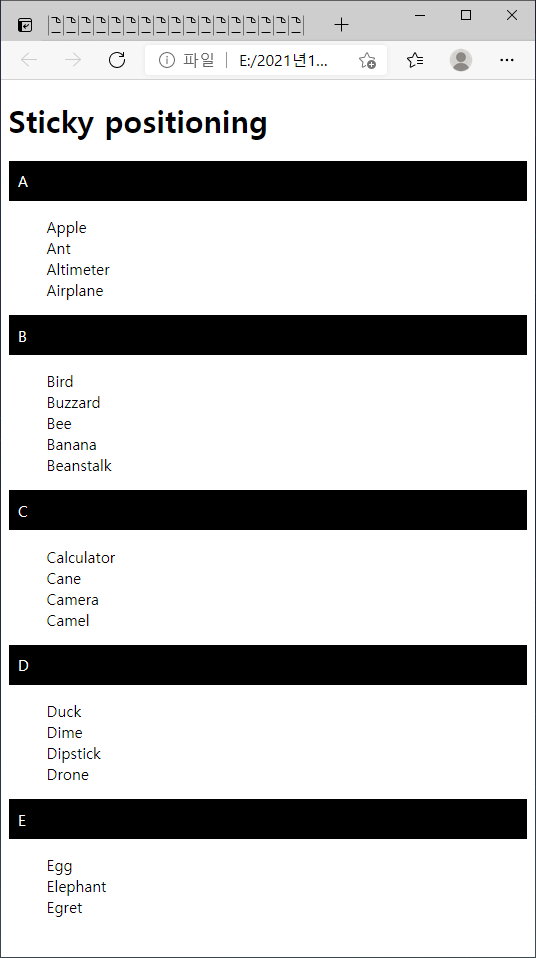 파일 E:/2021년1...
Sticky positioning
A
Apple
Ant
Altimeter
Airplane
B
Bird
Buzzard
Bee
Banana
Beanstalk
C
Calculator
Cane
Camera
Camel
D
Duck
Dime
Dipstick
Drone
E
Egg
Elephant
Egret